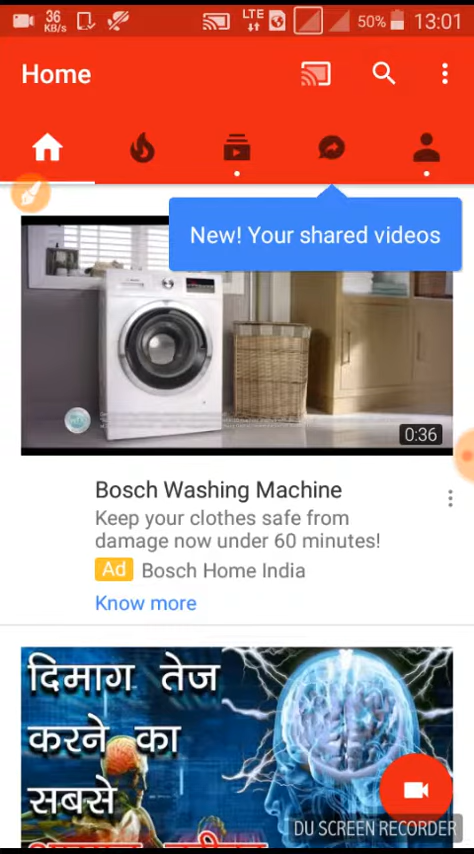 36
KB/s
LTE
50%
13:01
Home
New! Your shared videos
0:36
Bosch Washing Machine
Keep your clothes safe from
damage now under 60 minutes!
Ad Bosch Home India
Know more
दिमाग तेज
करने का
सबसे
DU SCREEN RECORDER